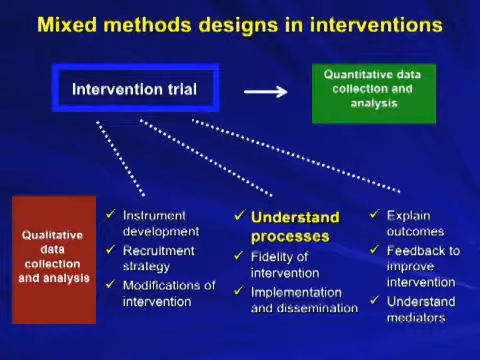 Mixed methods designs in interventions
Intervention trial
Quantitative data
collection and
analysis
Qualitative
data
collection
and analysis
Instrument
development
Recruitment
strategy
Modifications of
intervention
Understand
processes
Fidelity of
intervention
Implementation
and dissemination
Explain
outcomes
Feedback to
improve
intervention
Understand
mediators